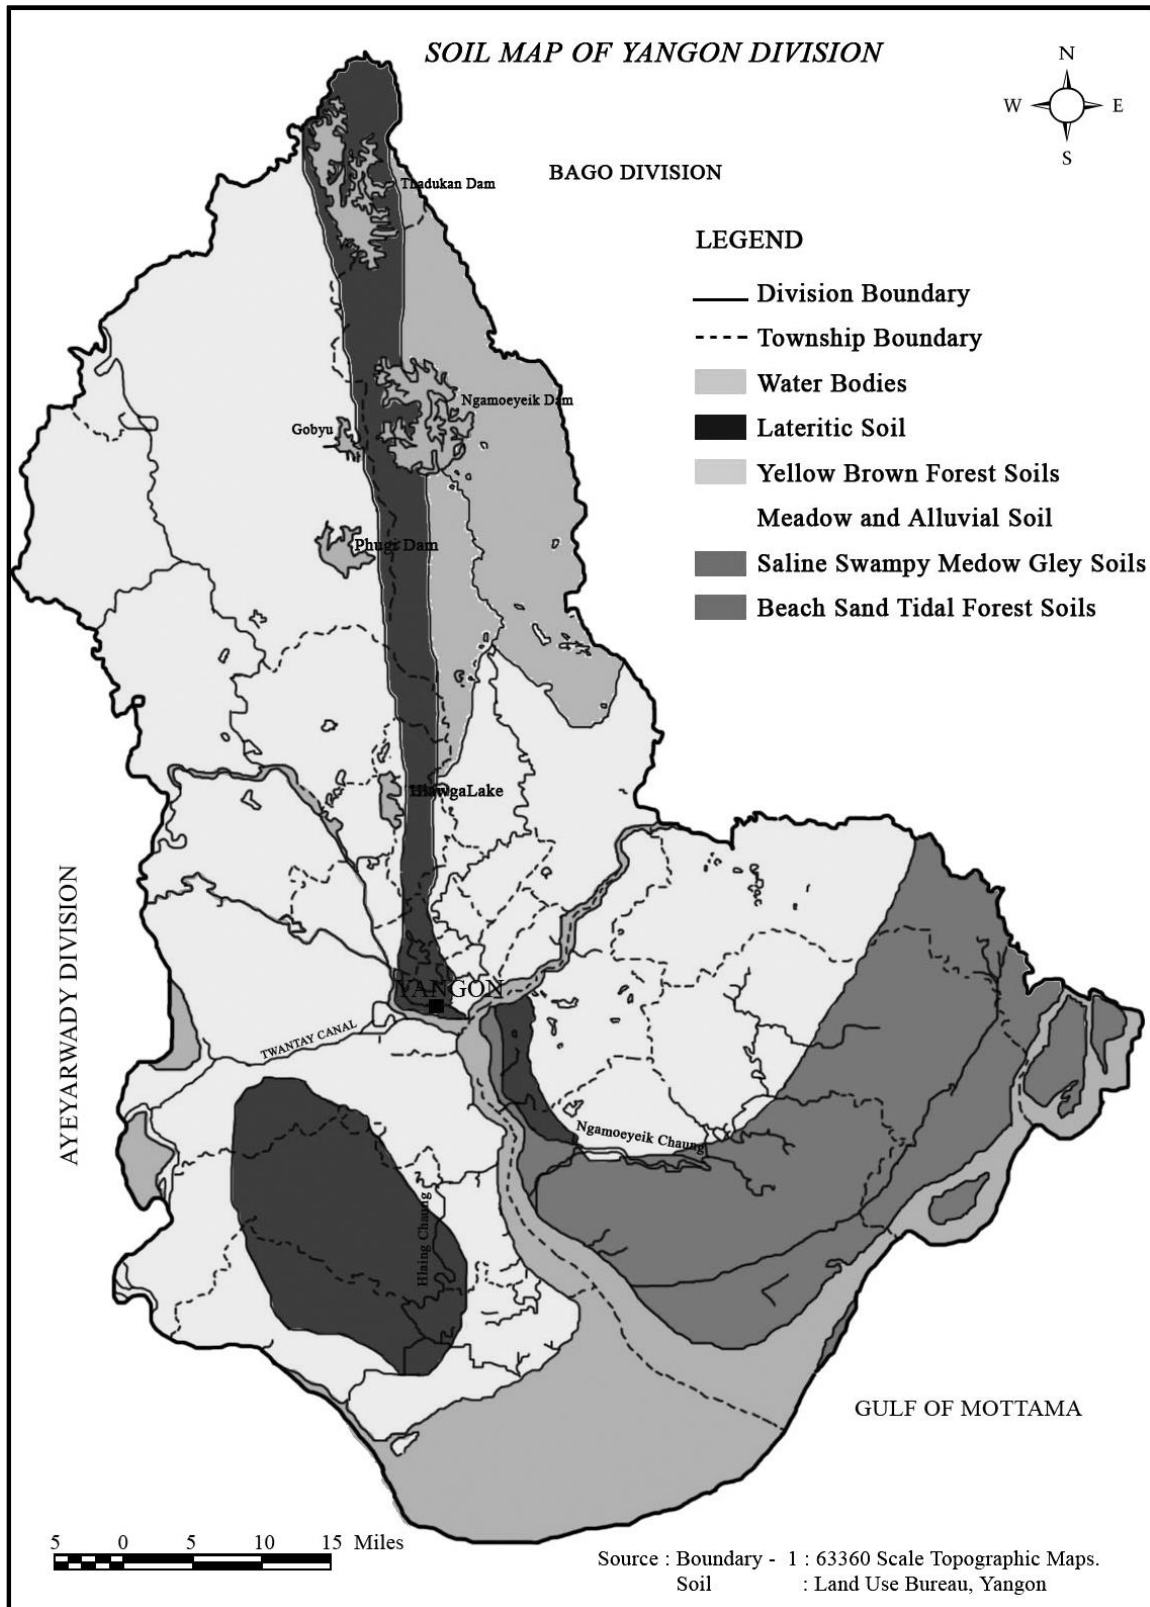 SOIL MAP OF YANGON DIVISION
N
W E
S
BAGO DIVISION
Thadukan Dam
LEGEND
Division Boundary
Township Boundary
Water Bodies
Lateritic Soil
Yellow Brown Forest Soils
Meadow and Alluvial Soil
Saline Swampy Medow Gley Soils
Beach Sand Tidal Forest Soils
Ngamoeyeik Dam
Gobyu
Phugi Dam
HlawgaLake
AYEYARWADY DIVISION
YANGON
TWANTAY CANAL
Ngamoeyeik Chaung
Hlaing Chaung
GULF OF MOTTAMA
5 0 5 10 15 Miles
Source : Boundary - 1 : 63360 Scale Topographic Maps.
Soil : Land Use Bureau, Yangon